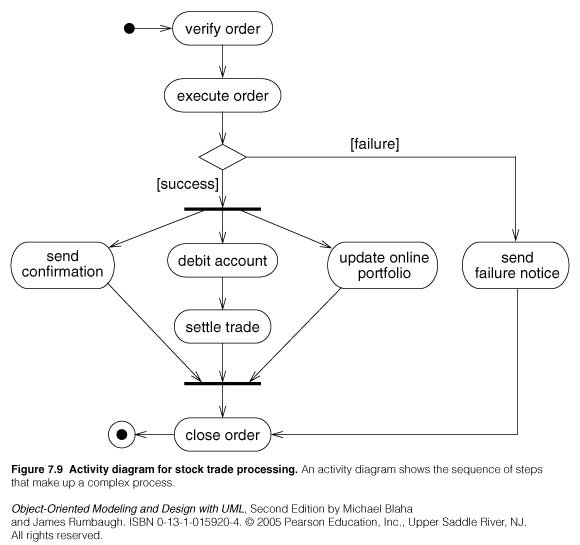 verify order
execute order
[failure]
[success]
send
confirmation
debit account
update online
portfolio
send
failure notice
settle trade
close order
Figure 7.9 Activity diagram for stock trade processing. An activity diagram shows the sequence of steps
that make up a complex process.
Object-Oriented Modeling and Design with UML, Second Edition by Michael Blaha
and James Rumbaugh. ISBN 0-13-1-015920-4. © 2005 Pearson Education, Inc., Upper Saddle River, NJ.
All rights reserved.